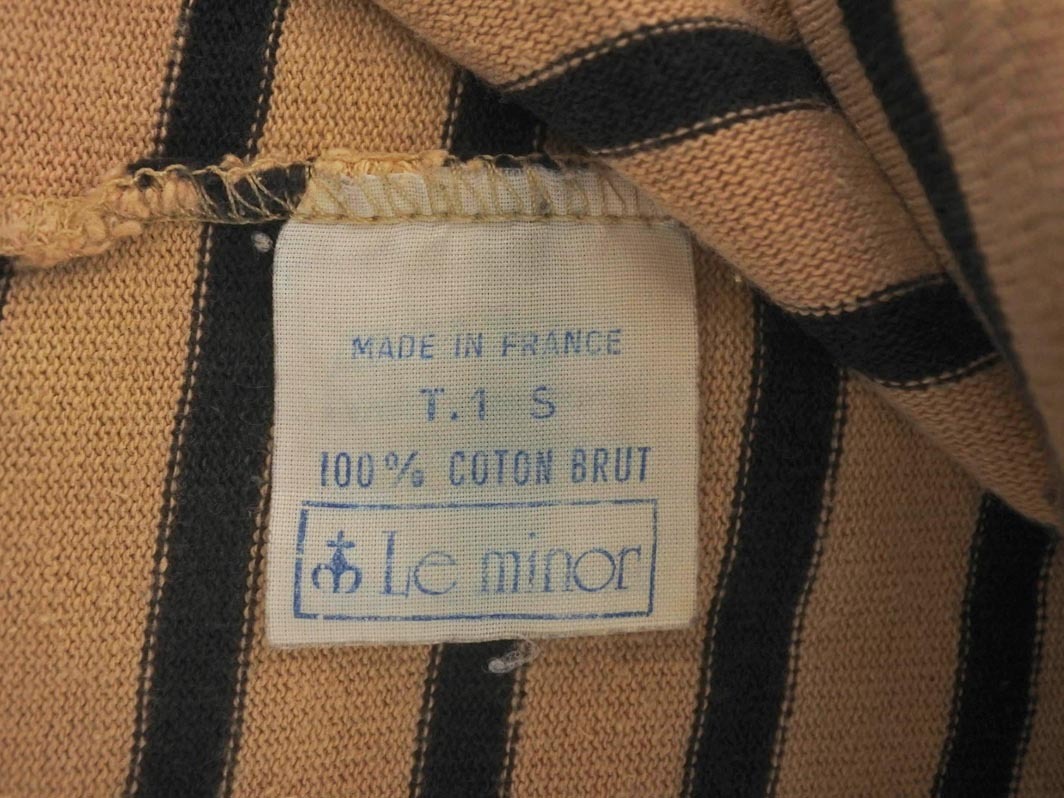 MADE IN FRANCE
T.1 S
100% COTON BRUT
Le minor